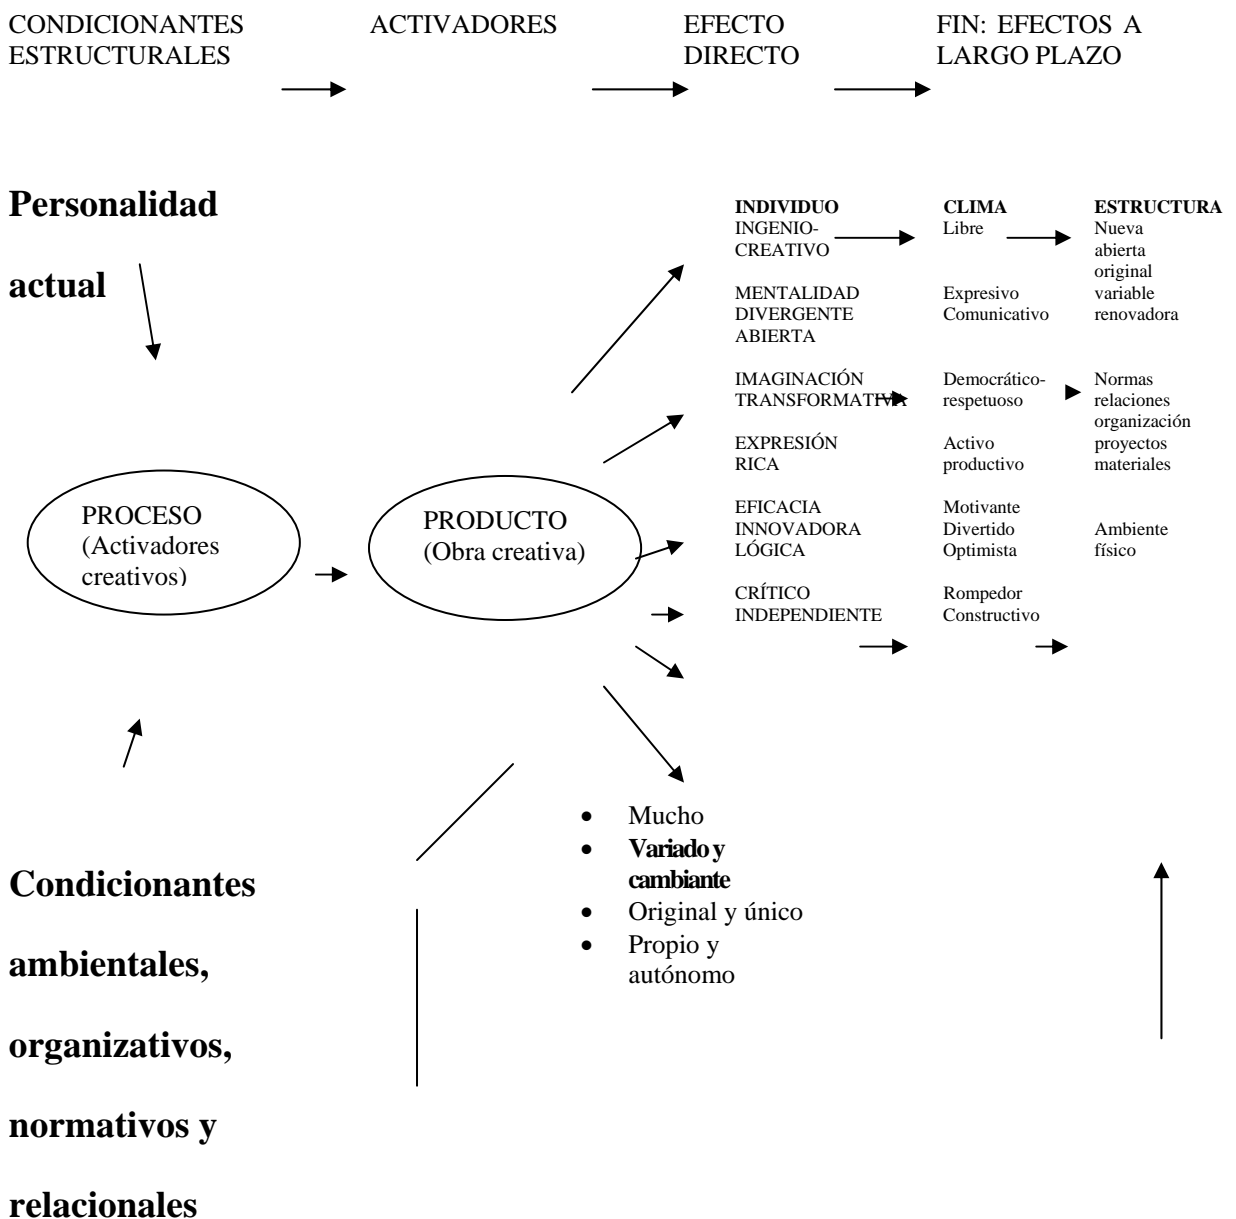 CONDICIONANTES
ESTRUCTURALES
ACTIVADORES
EFECTO
DIRECTO
FIN: EFECTOS A
LARGO PLAZO
Personalidad
actual
PROCESO
(Activadores
creativos)
PRODUCTO
(Obra creativa)
INDIVIDUO
INGENIO-
CREATIVO
MENTALIDAD
DIVERGENTE
ABIERTA
IMAGINACIÓN
TRANSFORMATIVA
EXPRESIÓN
RICA
EFICACIA
INNOVADORA
LÓGICA
CRÍTICO
INDEPENDIENTE
CLIMA
Libre
Expresivo
Comunicativo
Democrático-
respetuoso
Activo
productivo
Motivante
Divertido
Optimista
Rompedor
Constructivo
ESTRUCTURA
Nueva
abierta
original
variable
renovadora
Normas
relaciones
organización
proyectos
materiales
Ambiente
físico
• Mucho
• Variado y
cambiante
• Original y único
• Propio y
autónomo
Condicionantes
ambientales,
organizativos,
normativos y
relacionales